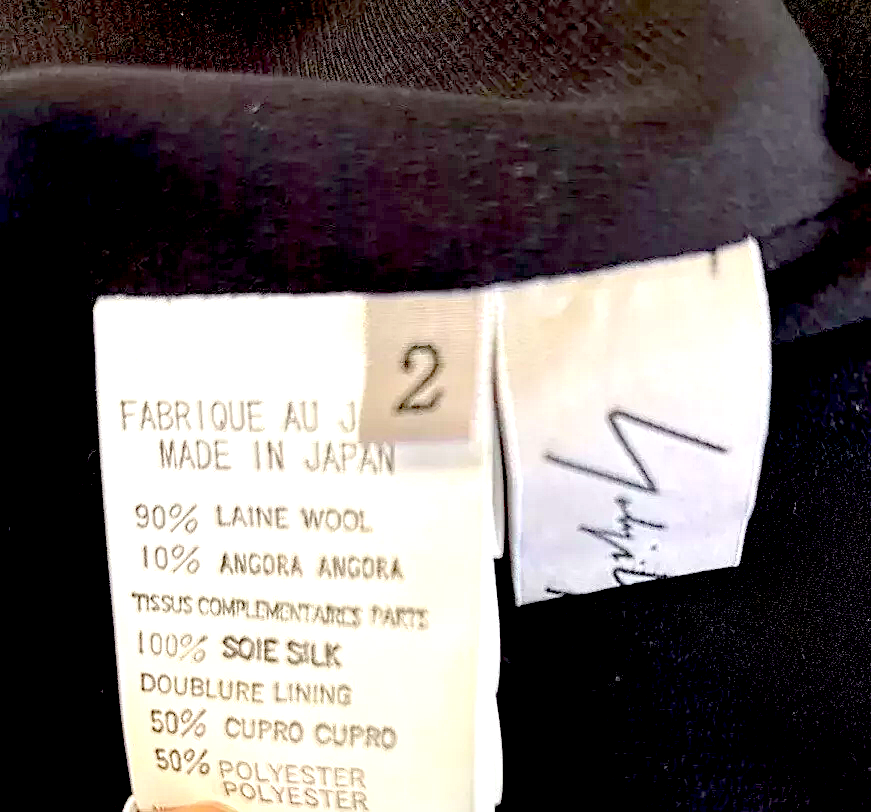 2
FABRIQUE AU J
MADE IN JAPAN
90% LAINE WOOL
10% ANGORA ANGORA
TISSUS COMPLEMENTAIRES PARTS
100% SOIE SILK
DOUBLURE LINING
50% CUPRO CUPRO
50% POLYESTER
POLYESTER